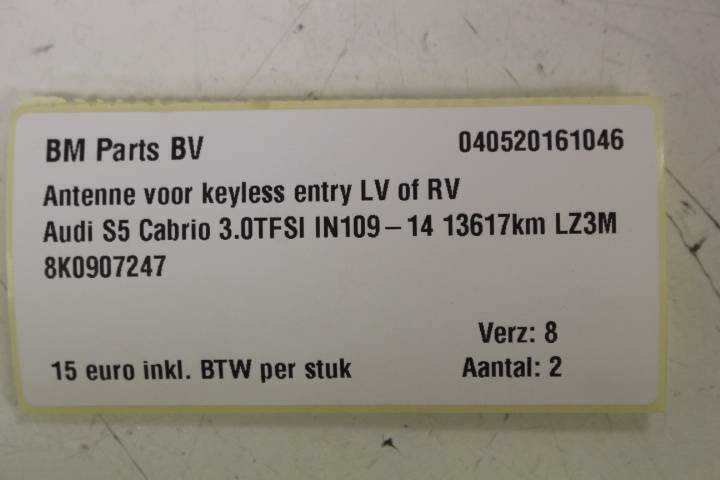 BM Parts BV 040520161046
Antenne voor keyless entry LV of RV
Audi S5 Cabrio 3.0TFSI IN109-14 13617km LZ3M
8K0907247
Verz: 8
15 euro inkl. BTW per stuk Aantal: 2